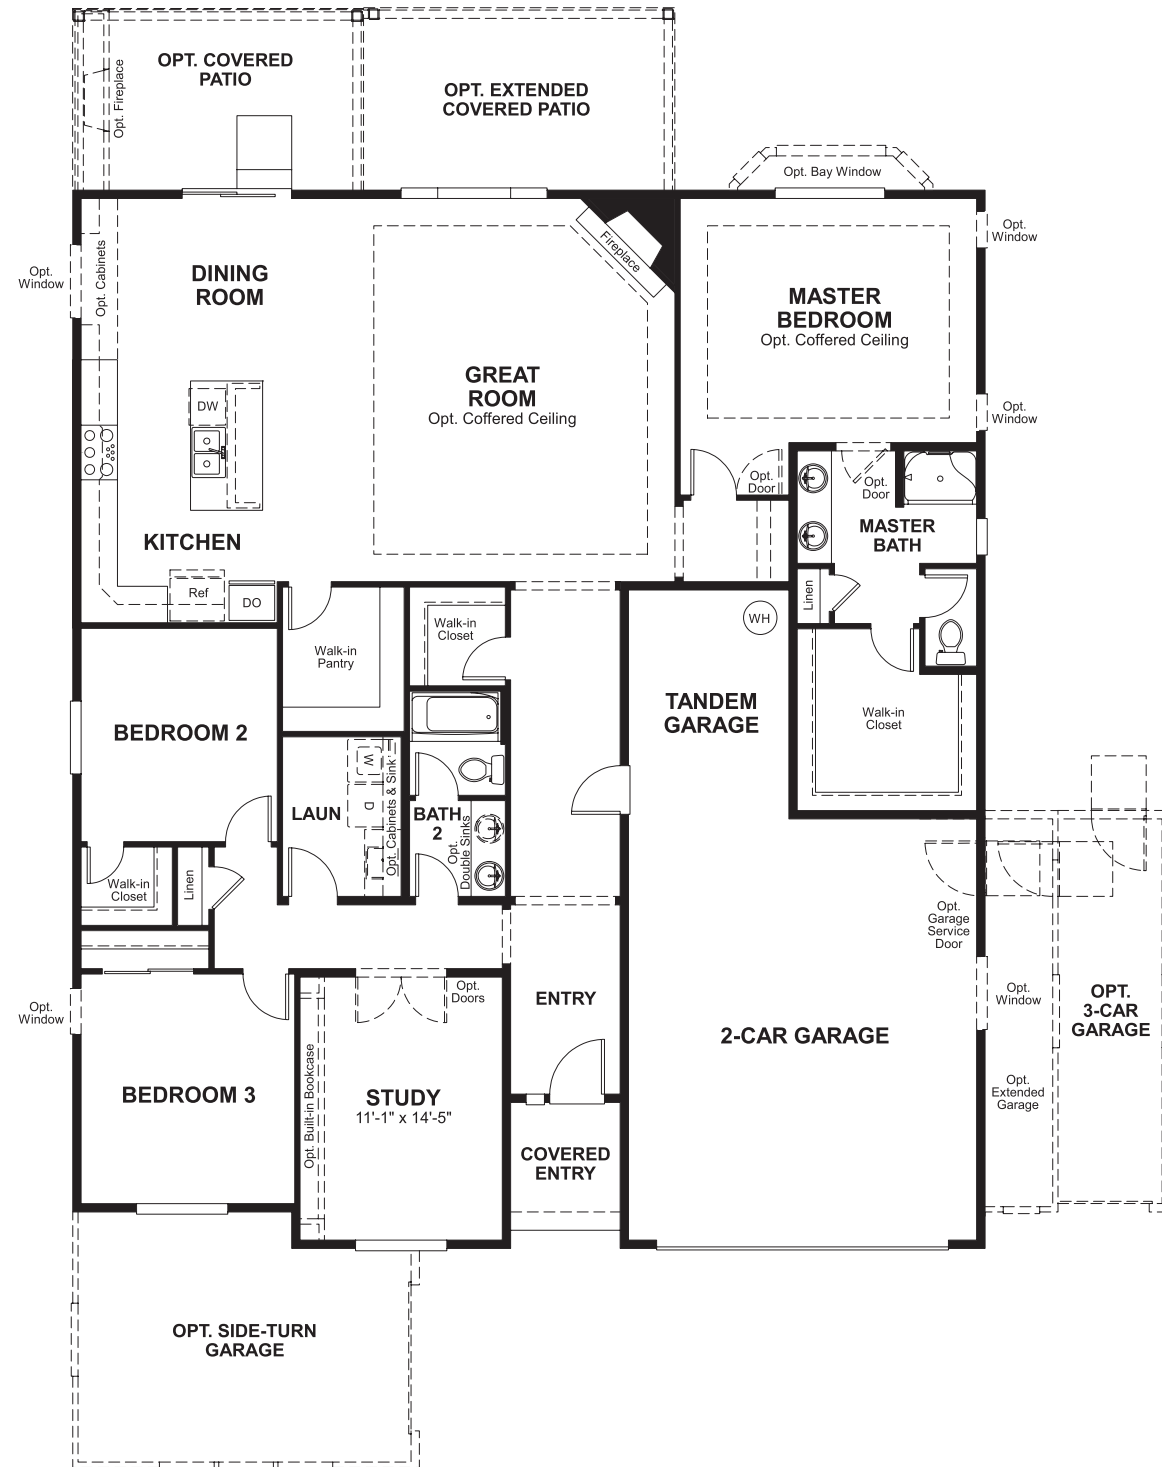 OPT. COVERED
PATIO
Opt. Fireplace
OPT. EXTENDED
COVERED PATIO
Opt. Bay Window
Opt.
Window
Opt.
Window
Opt. Cabinets
DINING
ROOM
Fireplace
MASTER
BEDROOM
Opt. Coffered Ceiling
GREAT
ROOM
Opt. Coffered Ceiling
DW
Opt.
Window
Opt.
Door
Opt.
Door
KITCHEN
MASTER
BATH
Ref
DO
Linen
WH
Walk-in
Closet
Walk-in
Pantry
TANDEM
GARAGE
Walk-in
Closet
BEDROOM 2
W
D
Opt. Cabinets & Sink
LAUN
BATH
2
Opt.
Double Sinks
Walk-in
Closet
Linen
Opt.
Garage
Service
Door
Opt.
Window
Opt.
Doors
ENTRY
Opt.
Window
OPT.
3-CAR
GARAGE
2-CAR GARAGE
Opt.
Extended
Garage
BEDROOM 3
Opt. Built-in Bookcase
STUDY
11'-1" x 14'-5"
COVERED
ENTRY
OPT. SIDE-TURN
GARAGE